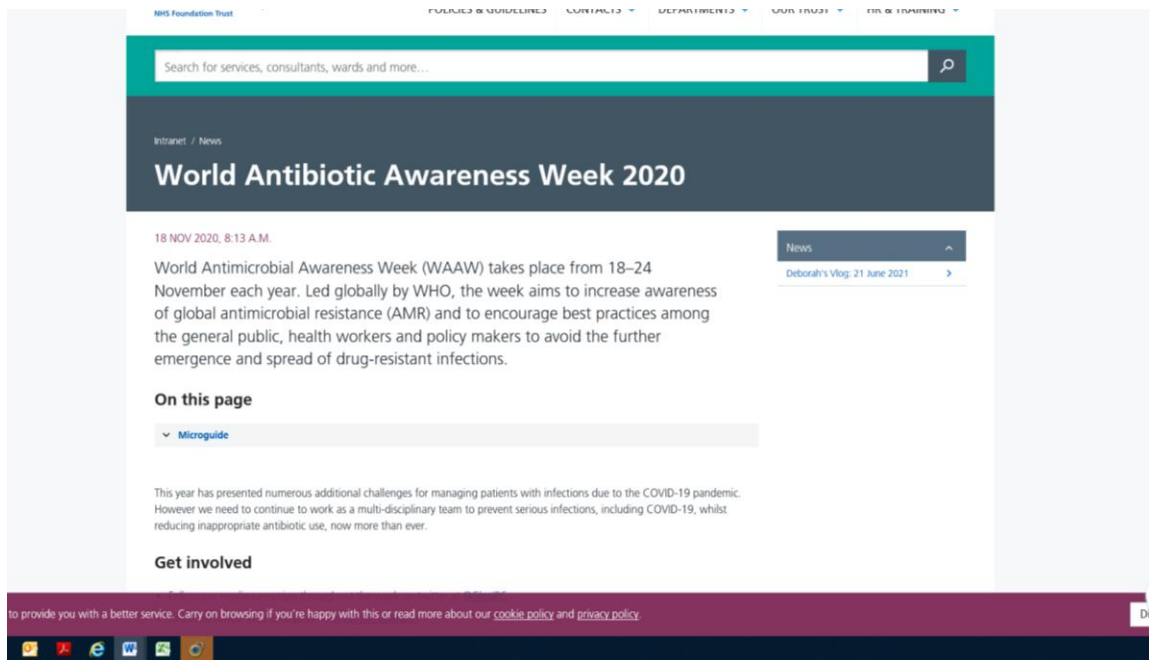 NHS Foundation Trust
POLICIES & GUIDELINES CONTACTS DEPARTMENTS OUR TRUST HR & TRAINING
Search for services, consultants, wards and more…
Intranet / News
World Antibiotic Awareness Week 2020
18 NOV 2020, 8:13 A.M.
World Antimicrobial Awareness Week (WAAW) takes place from 18–24
November each year. Led globally by WHO, the week aims to increase awareness
of global antimicrobial resistance (AMR) and to encourage best practices among
the general public, health workers and policy makers to avoid the further
emergence and spread of drug-resistant infections.
News
Deborah's Vlog: 21 June 2021
On this page
Microguide
This year has presented numerous additional challenges for managing patients with infections due to the COVID-19 pandemic.
However we need to continue to work as a multi-disciplinary team to prevent serious infections, including COVID-19, whilst
reducing inappropriate antibiotic use, now more than ever.
Get involved
to provide you with a better service. Carry on browsing if you're happy with this or read more about our cookie policy and privacy policy.